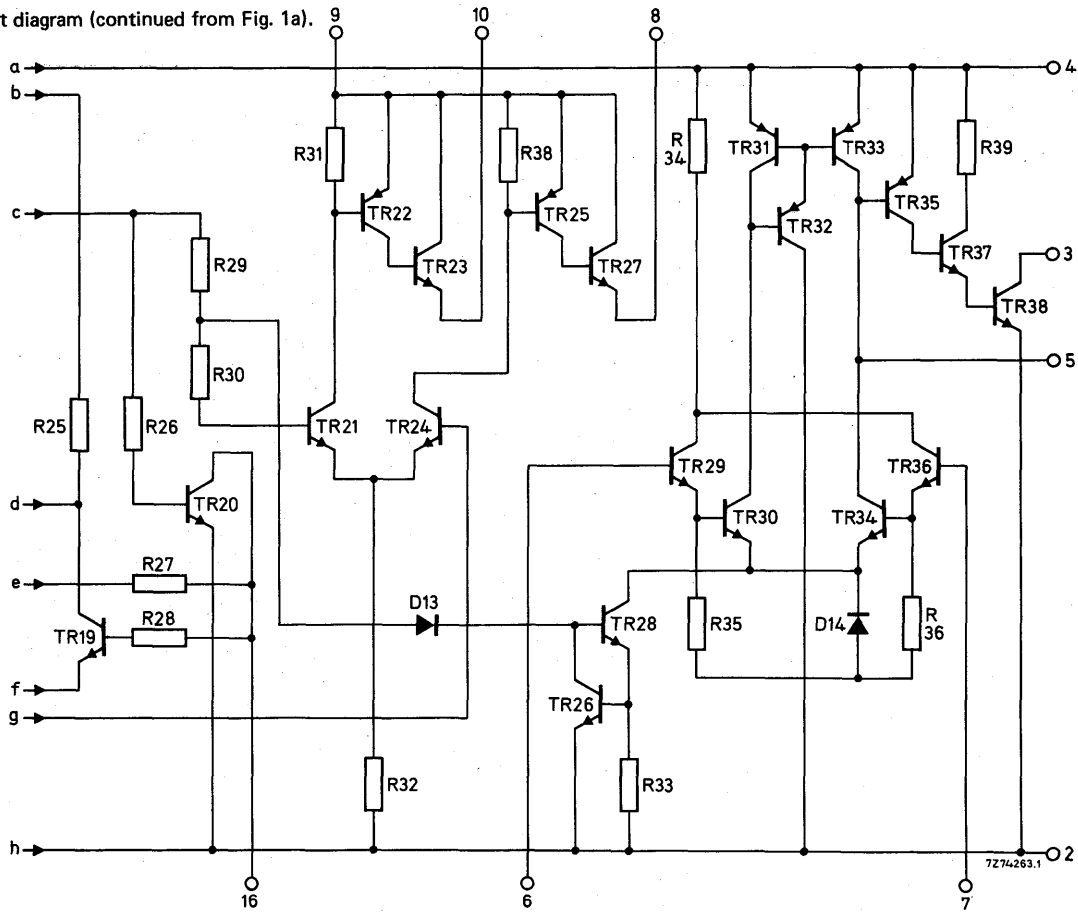 t diagram (continued from Fig. 1a).
9
10
8
a
4
b
R31
R38
R
34
TR31
TR33
R39
TR22
TR25
TR35
c
TR32
R29
TR23
TR27
TR37
3
TR38
5
R30
R25
R26
TR21
TR24
TR29
TR36
d
TR20
TR30
TR34
R27
e
D13
R28
TR19
TR28
R35
D14
R
36
f
TR26
g
R32
R33
h
7Z74263.1
2
16
6
7